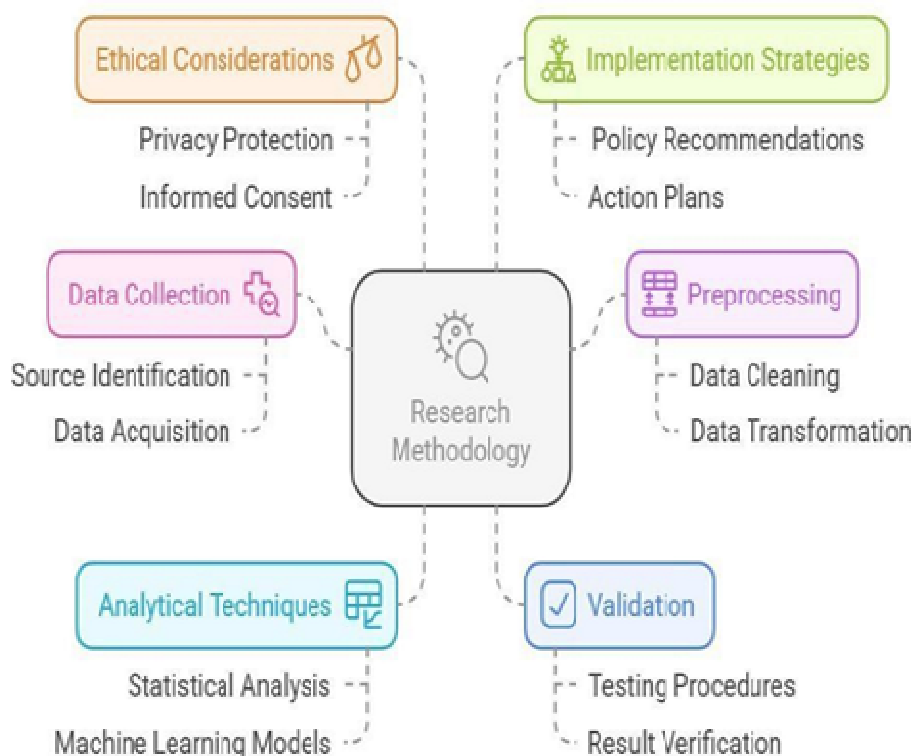 Ethical Considerations
Privacy Protection
Informed Consent
Implementation Strategies
Policy Recommendations
Action Plans
Data Collection
Source Identification
Data Acquisition
Research
Methodology
Preprocessing
Data Cleaning
Data Transformation
Analytical Techniques
Statistical Analysis
Machine Learning Models
Validation
Testing Procedures
Result Verification